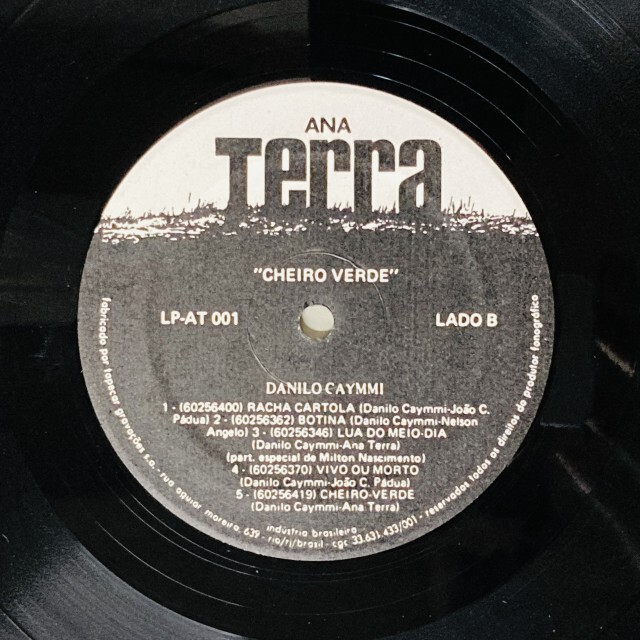 ANA
Terra
"CHEIRO VERDE"
LP-AT 001
LADO B
DANILO CAYMMI
1 - (60256400) RACHA CARTOLA (Danilo Caymmi-João C.
Pádua) 2 - (60256362) BOTINA (Danilo Caymmi-Nelson
Angelo) 3 - (60256346) LUA DO MEIO-DIA
(Danilo Caymmi-Ana Terra)
(part. especial de Milton Nascimento)
4 - (60256370) VIVO OU MORTO
(Danilo Caymmi-João C. Pádua)
5 - (60256419) CHEIRO-VERDE
(Danilo Caymmi-Ana Terra)
fabricado por tapecar gravações s.a. - rua aguiar moreira, 639 - rio/rj/brasil - cgc 33.631.433/001 - reservados todos os direitos do produtor fonográfico
indústria brasileira